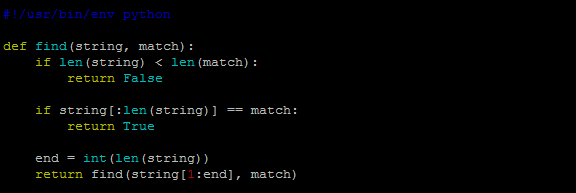 #!/usr/bin/env python
def find(string, match):
    if len(string) < len(match):
        return False
    if string[:len(string)] == match:
        return True
    end = int(len(string))
    return find(string[1:end], match)